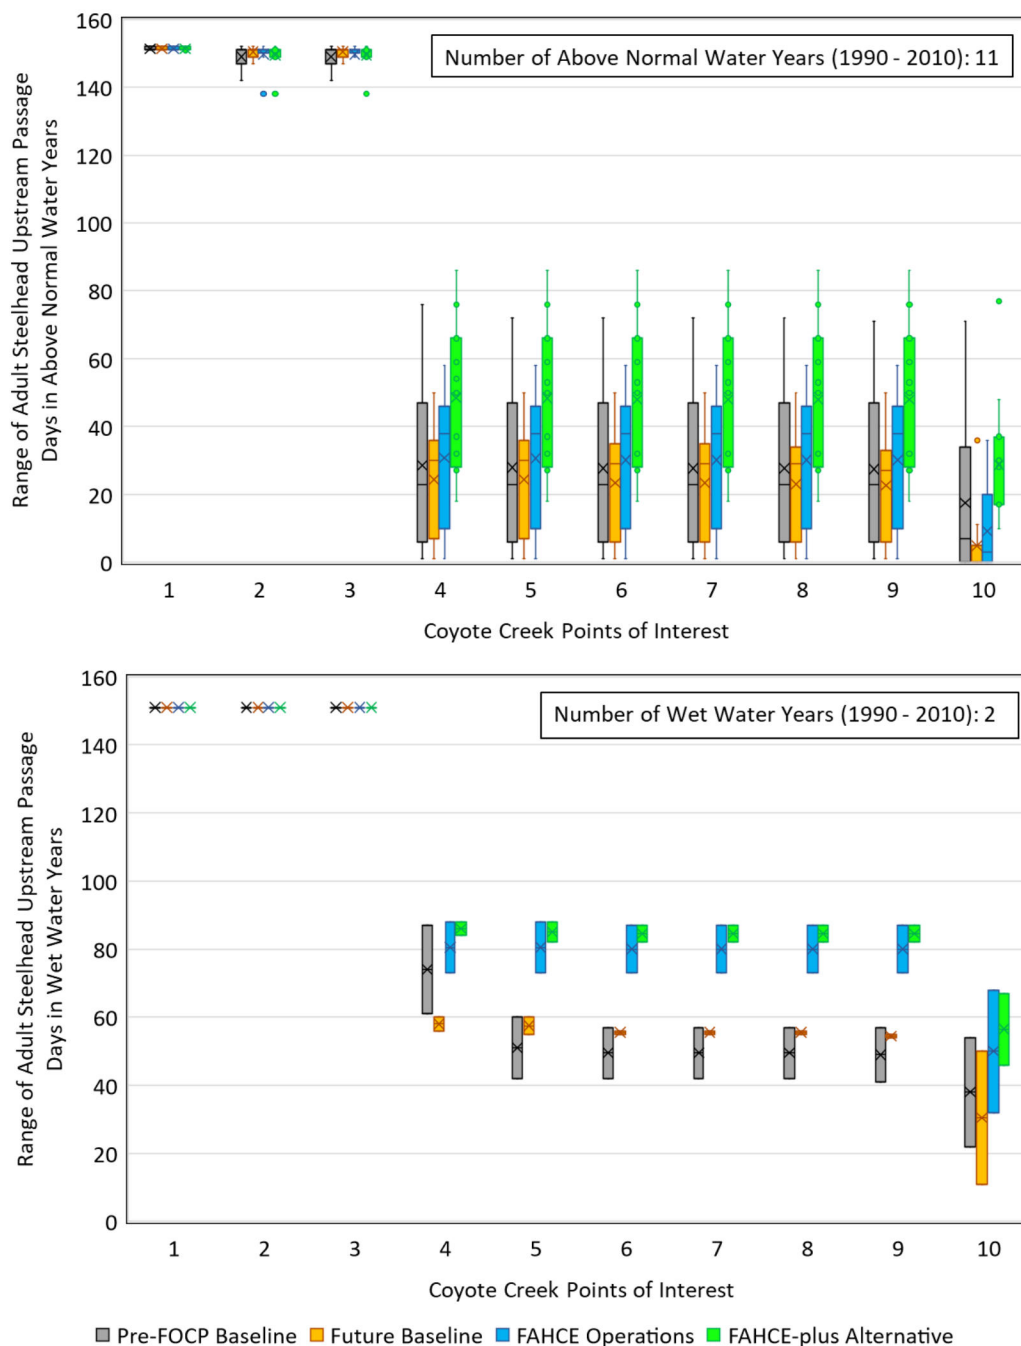 Range of Adult Steelhead Upstream Passage
Days in Above Normal Water Years
160
140
120
100
80
60
40
20
0
Number of Above Normal Water Years (1990 - 2010): 11
1 2 3 4 5 6 7 8 9 10
Coyote Creek Points of Interest
Range of Adult Steelhead Upstream Passage
Days in Wet Water Years
160
140
120
100
80
60
40
20
0
Number of Wet Water Years (1990 - 2010): 2
1 2 3 4 5 6 7 8 9 10
Coyote Creek Points of Interest
Pre-FOCP Baseline Future Baseline FAHCE Operations FAHCE-plus Alternative